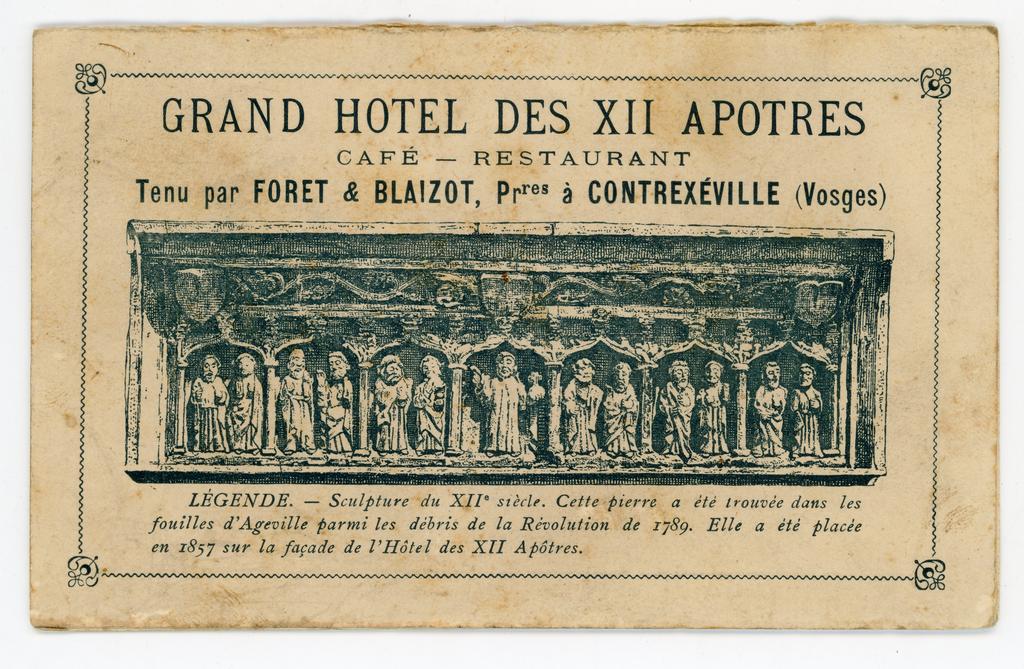 GRAND HOTEL DES XII APOTRES
CAFÉ — RESTAURANT
Tenu par FORET & BLAIZOT, Prres à CONTREXÉVILLE (Vosges)
LÉGENDE. — Sculpture du XIIe siècle. Cette pierre a été trouvée dans les
fouilles d'Ageville parmi les débris de la Révolution de 1789. Elle a été placée
en 1857 sur la façade de l'Hôtel des XII Apôtres.